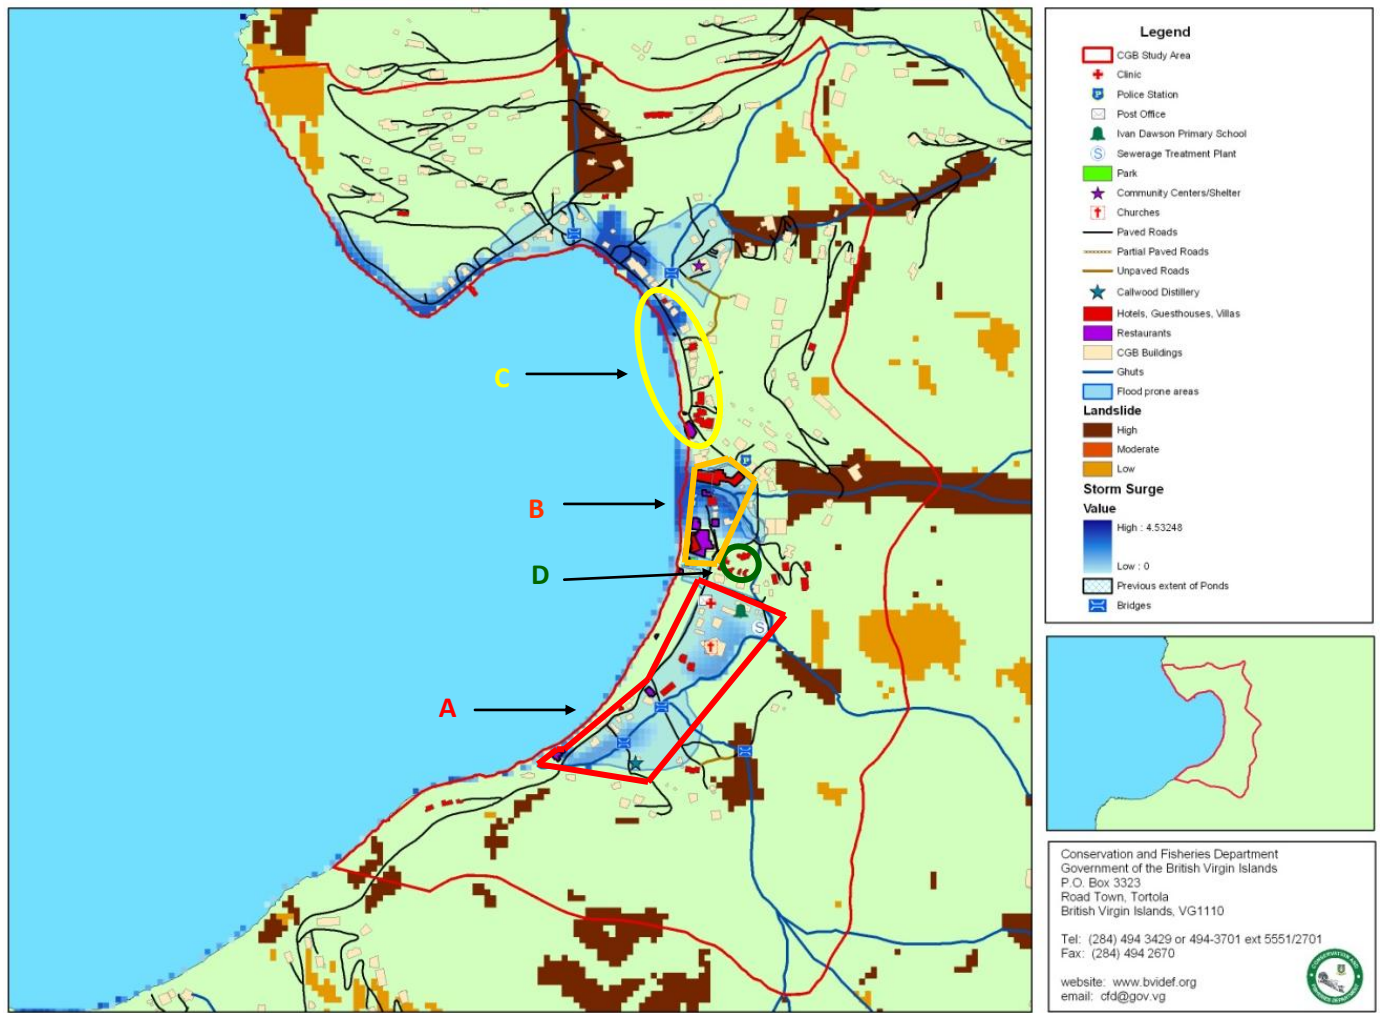 C
B
D
A
P
S
Legend
CGB Study Area
Clinic
Police Station
Post Office
Ivan Dawson Primary School
S Sewerage Treatment Plant
Park
Community Centers/Shelter
Churches
Paved Roads
Partial Paved Roads
Unpaved Roads
Callwood Distillery
Hotels, Guesthouses, Villas
Restaurants
CGB Buildings
Ghuts
Flood prone areas
Landslide
High
Moderate
Low
Storm Surge
Value
High : 4.53248
Low : 0
Previous extent of Ponds
Bridges
Conservation and Fisheries Department
Government of the British Virgin Islands
P.O. Box 3323
Road Town, Tortola
British Virgin Islands, VG1110
Tel: (284) 494 3429 or 494-3701 ext 5551/2701
Fax: (284) 494 2670
website: www.bvidef.org
email: cfd@gov.vg
CONSERVATION AND
FISHERIES DEPARTMENT